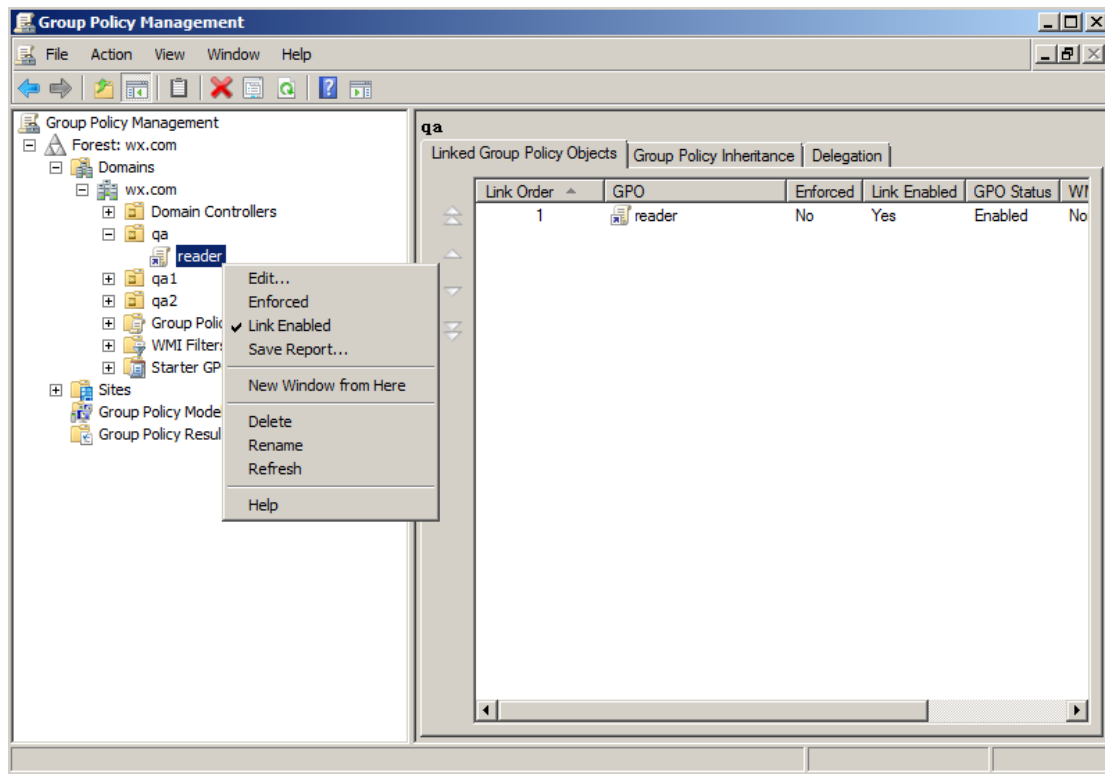 Group Policy Management
File Action View Window Help
Group Policy Management
Forest: wx.com
Domains
wx.com
Domain Controllers
qa
reader
qa1
qa2
Group Polic
WMI Filters
Starter GP
Sites
Group Policy Mode
Group Policy Resul
Edit...
Enforced
Link Enabled
Save Report...
New Window from Here
Delete
Rename
Refresh
Help
qa
Linked Group Policy Objects Group Policy Inheritance Delegation
Link Order GPO Enforced Link Enabled GPO Status WI
1 reader No Yes Enabled No